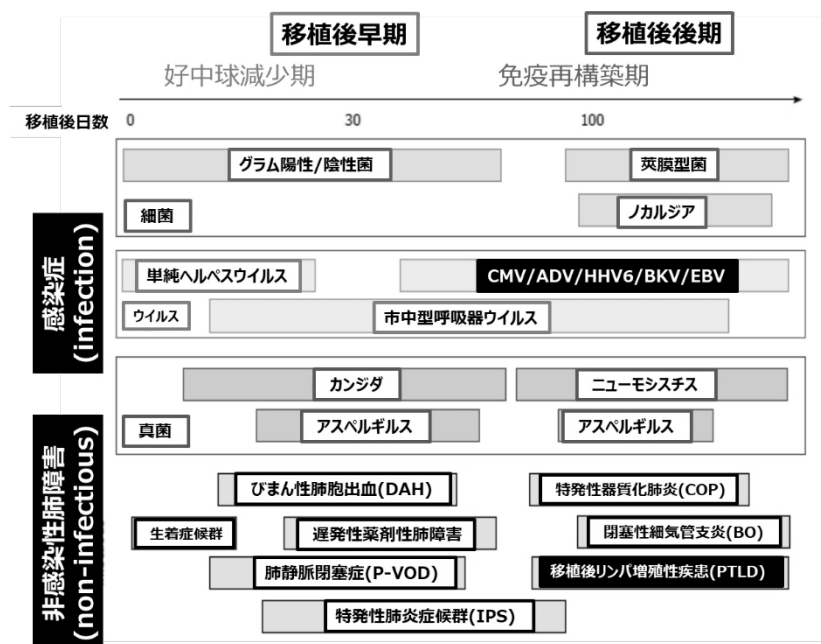 移植後早期
移植後後期
好中球減少期
免疫再構築期
移植後日数
0
30
100
感染症
(infection)
グラム陽性/陰性菌
莢膜型菌
細菌
ノカルジア
単純ヘルペスウイルス
CMV/ADV/HHV6/BKV/EBV
ウイルス
市中型呼吸器ウイルス
カンジダ
ニューモシスチス
真菌
アスペルギルス
アスペルギルス
非感染性肺障害
(non-infectious)
びまん性肺胞出血(DAH)
特発性器質化肺炎(COP)
生着症候群
遅発性薬剤性肺障害
閉塞性細気管支炎(BO)
肺静脈閉塞症(P-VOD)
移植後リンパ増殖性疾患(PTLD)
特発性肺炎症候群(IPS)